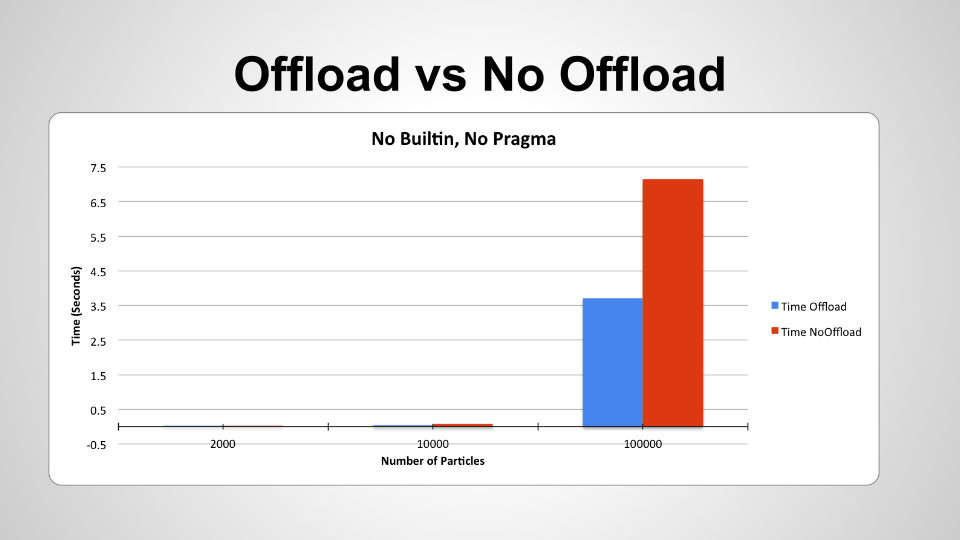 Offload vs No Offload
No Builtin, No Pragma
7.5
6.5
5.5
4.5
3.5
2.5
1.5
0.5
-0.5
Time (Seconds)
2000 10000 100000
Number of Particles
Time Offload
Time NoOffload